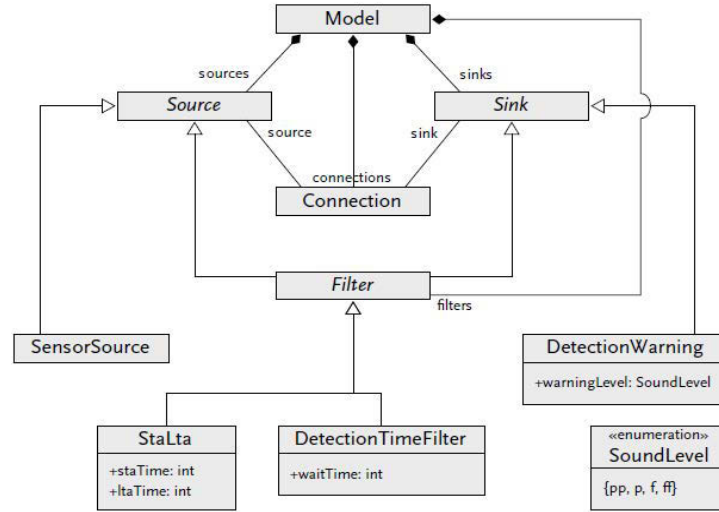 Model
sources
sinks
Source
Sink
source
sink
connections
Connection
Filter
filters
SensorSource
DetectionWarning
+warningLevel: SoundLevel
StaLta
+staTime: int
+ltaTime: int
DetectionTimeFilter
+waitTime: int
«enumeration»
SoundLevel
{pp, p, f, ff}